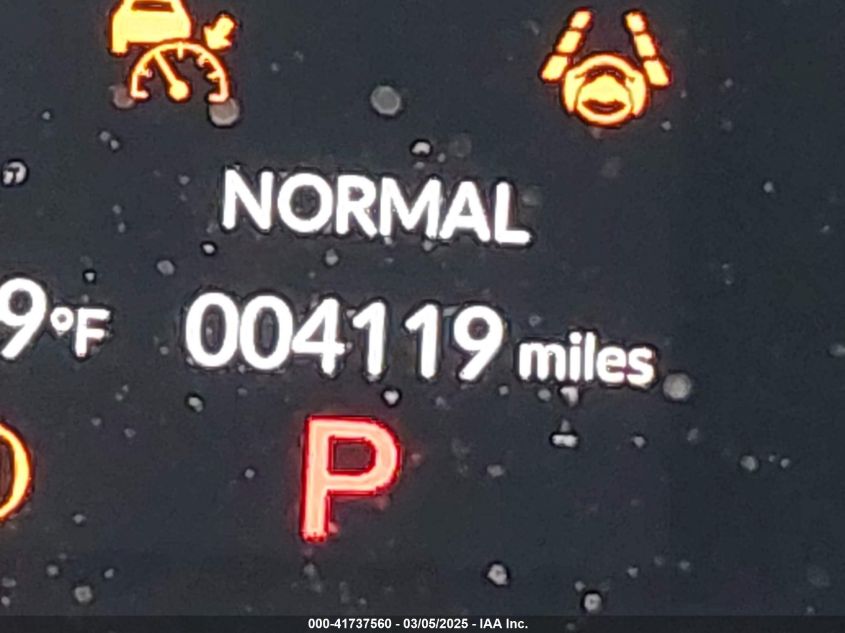 NORMAL
9°F 004119 miles
P
000-41737560 - 03/05/2025 - IAA Inc.